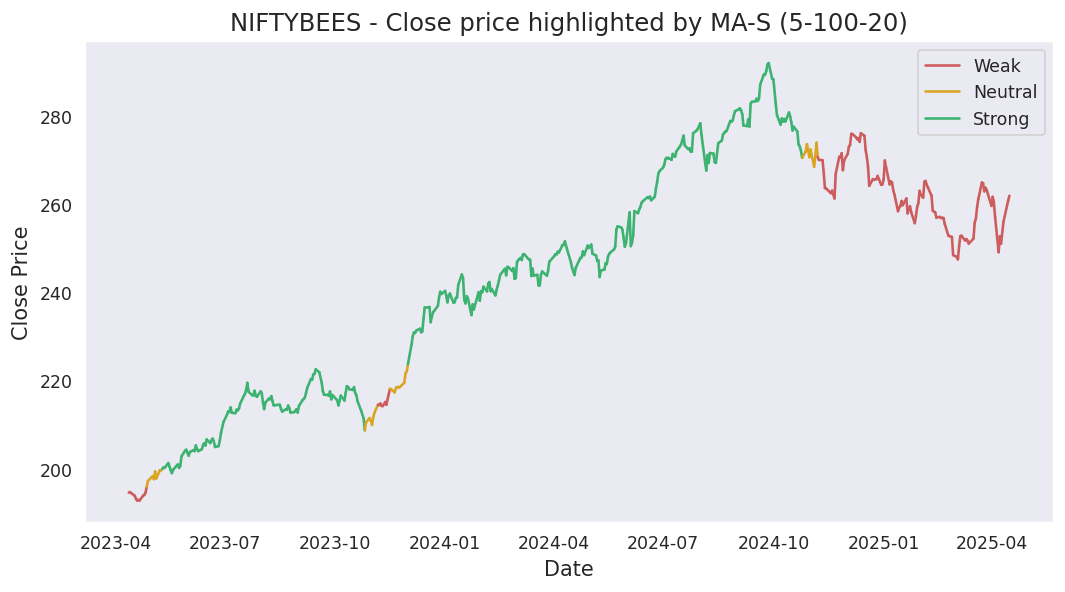 NIFTYBEES - Close price highlighted by MA-S (5-100-20)
Weak
Neutral
Strong
Close Price
280
260
240
220
200
2023-04 2023-07 2023-10 2024-01 2024-04 2024-07 2024-10 2025-01 2025-04
Date